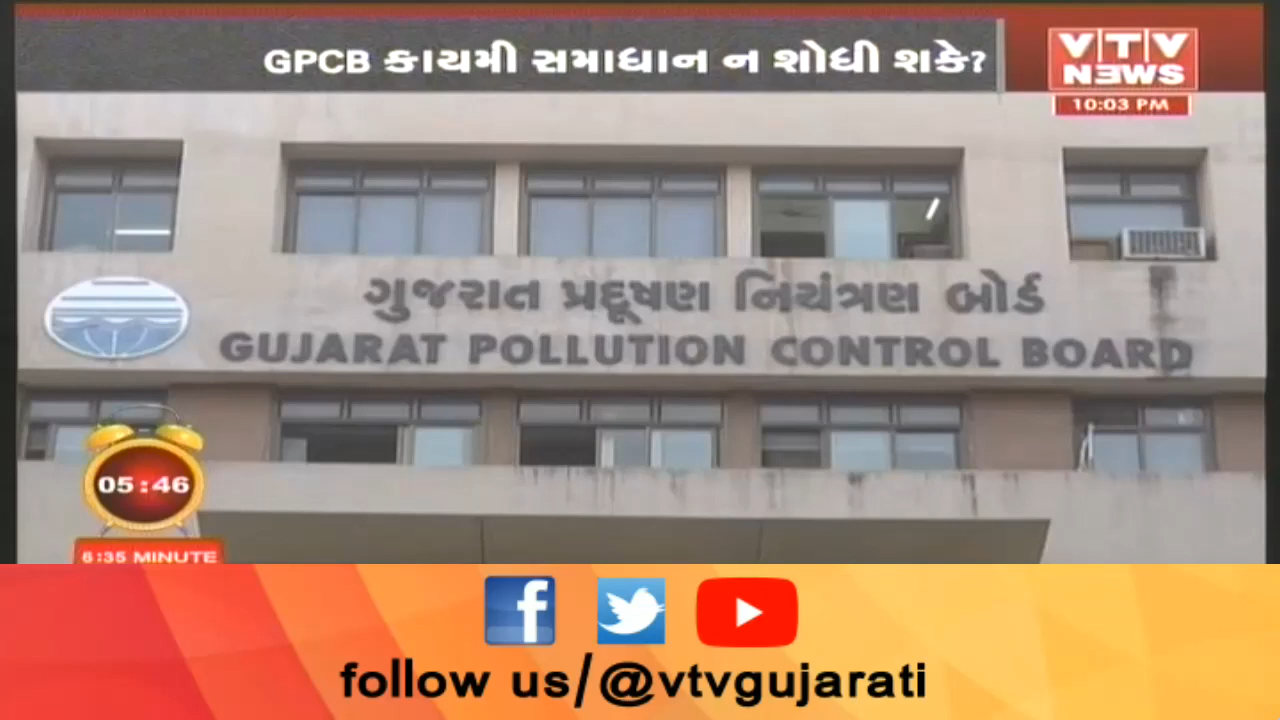 GPCB કાયમી સમાધાન ન શોધી શકે?
VTV
NEWS
10:03 PM
ગુજરાત પ્રદૂષણ નિયંત્રણ બોર્ડ
GUJARAT POLLUTION CONTROL BOARD
05:46
6:35 MINUTE
follow us/@vtvgujarati